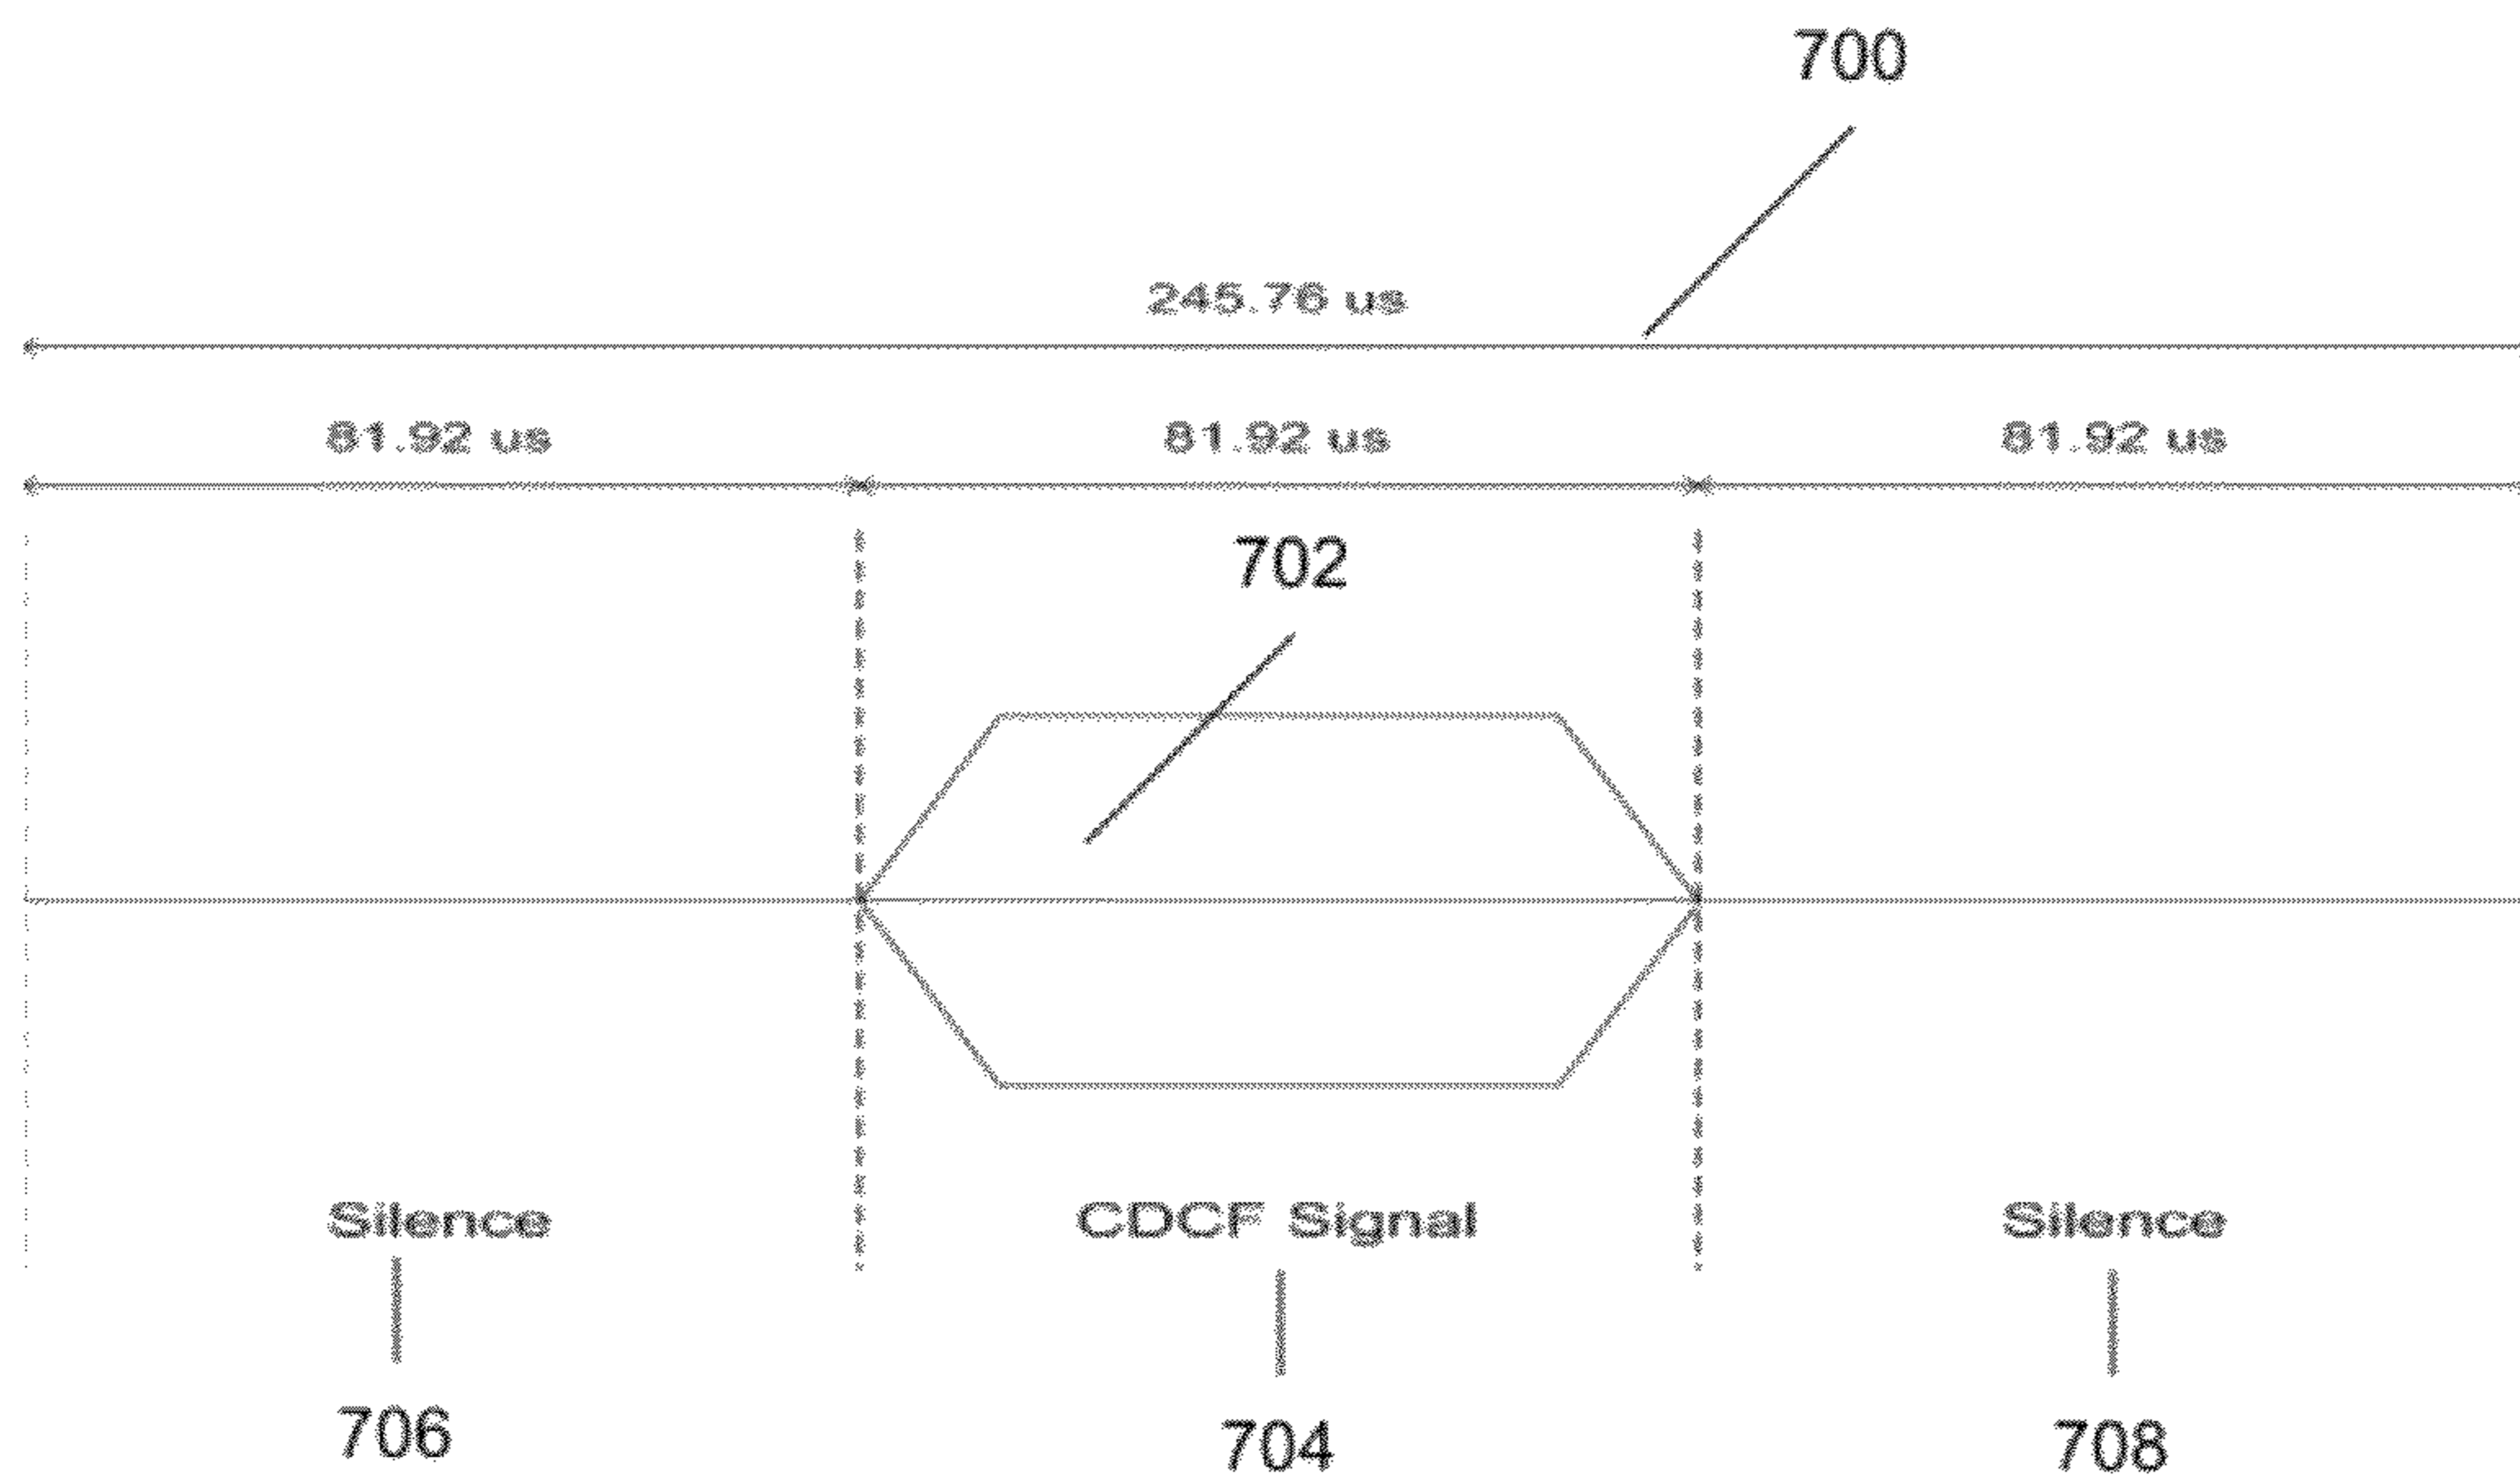 700
245.76 us
81.92 us 81.92 us 81.92 us
702
Silence CDCF Signal Silence
706 704 708